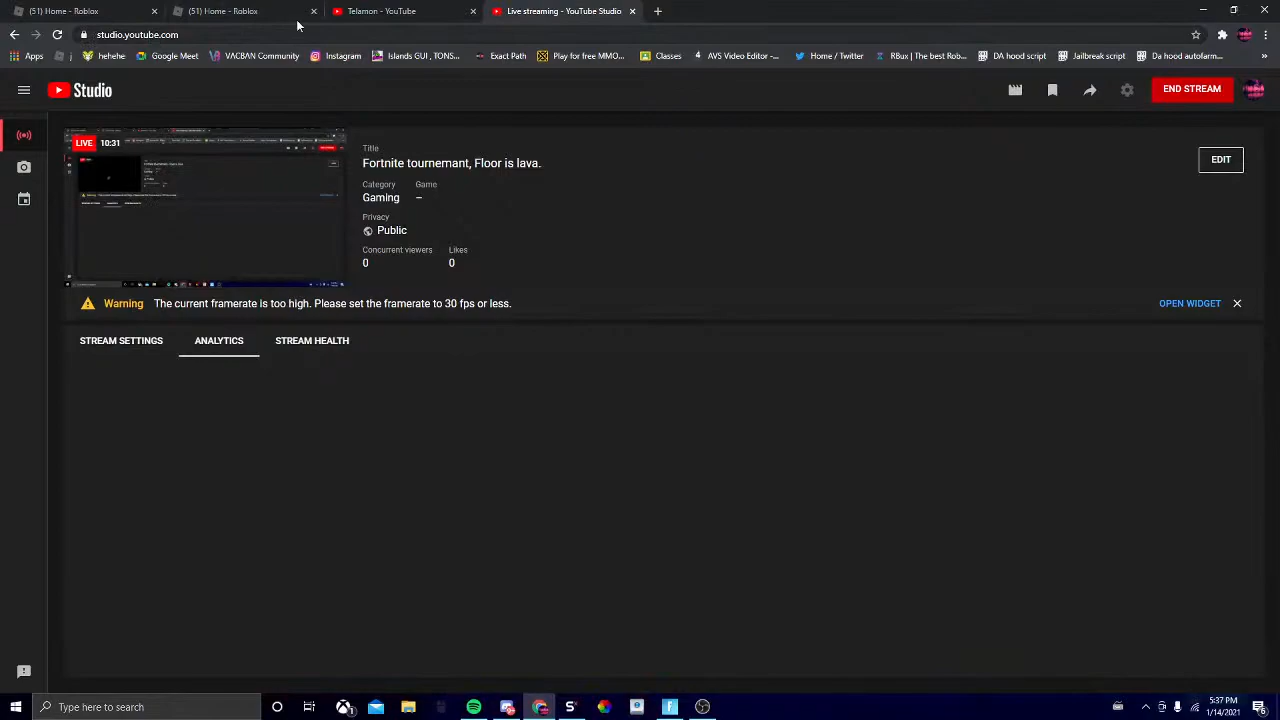 (51) Home - Roblox
(51) Home - Roblox
Telamon - YouTube
Live streaming - YouTube Studio
studio.youtube.com
Apps
hehehe
Google Meet
VACBAN Community
Instagram
Islands GUI , TONS...
Exact Path
Free for free MMO...
Classes
AVS Video Editor -...
Home / Twitter
RBux | The best Rob...
DA hood script
Jailbreak script
Da hood autofarm...
Studio
END STREAM
LIVE 10:31
Title
Fortnite tournemant, Floor is lava.
EDIT
Category Game
Gaming –
Privacy
Public
Concurrent viewers Likes
0 0
Warning The current framerate is too high. Please set the framerate to 30 fps or less.
OPEN WIDGET
STREAM SETTINGS ANALYTICS STREAM HEALTH
Type here to search
5:37 PM
1/14/2021